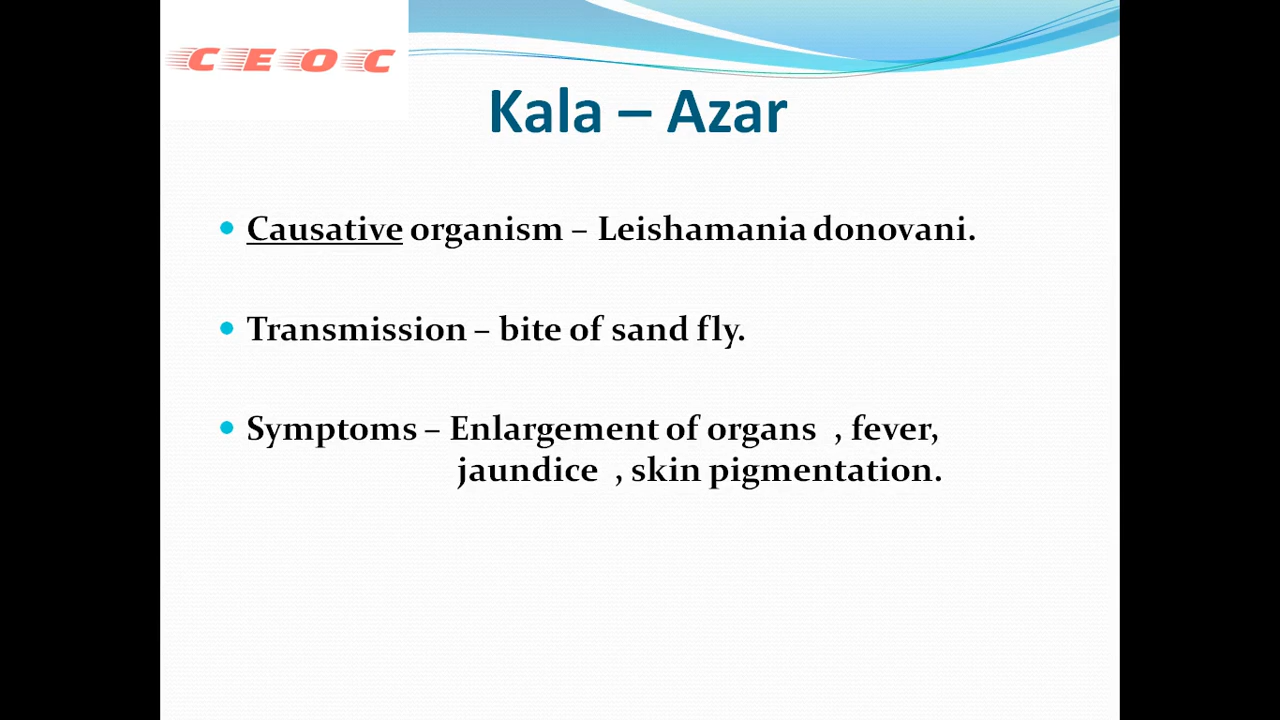 CEOC
Kala – Azar
Causative organism – Leishamania donovani.
Transmission – bite of sand fly.
Symptoms – Enlargement of organs , fever,
jaundice , skin pigmentation.